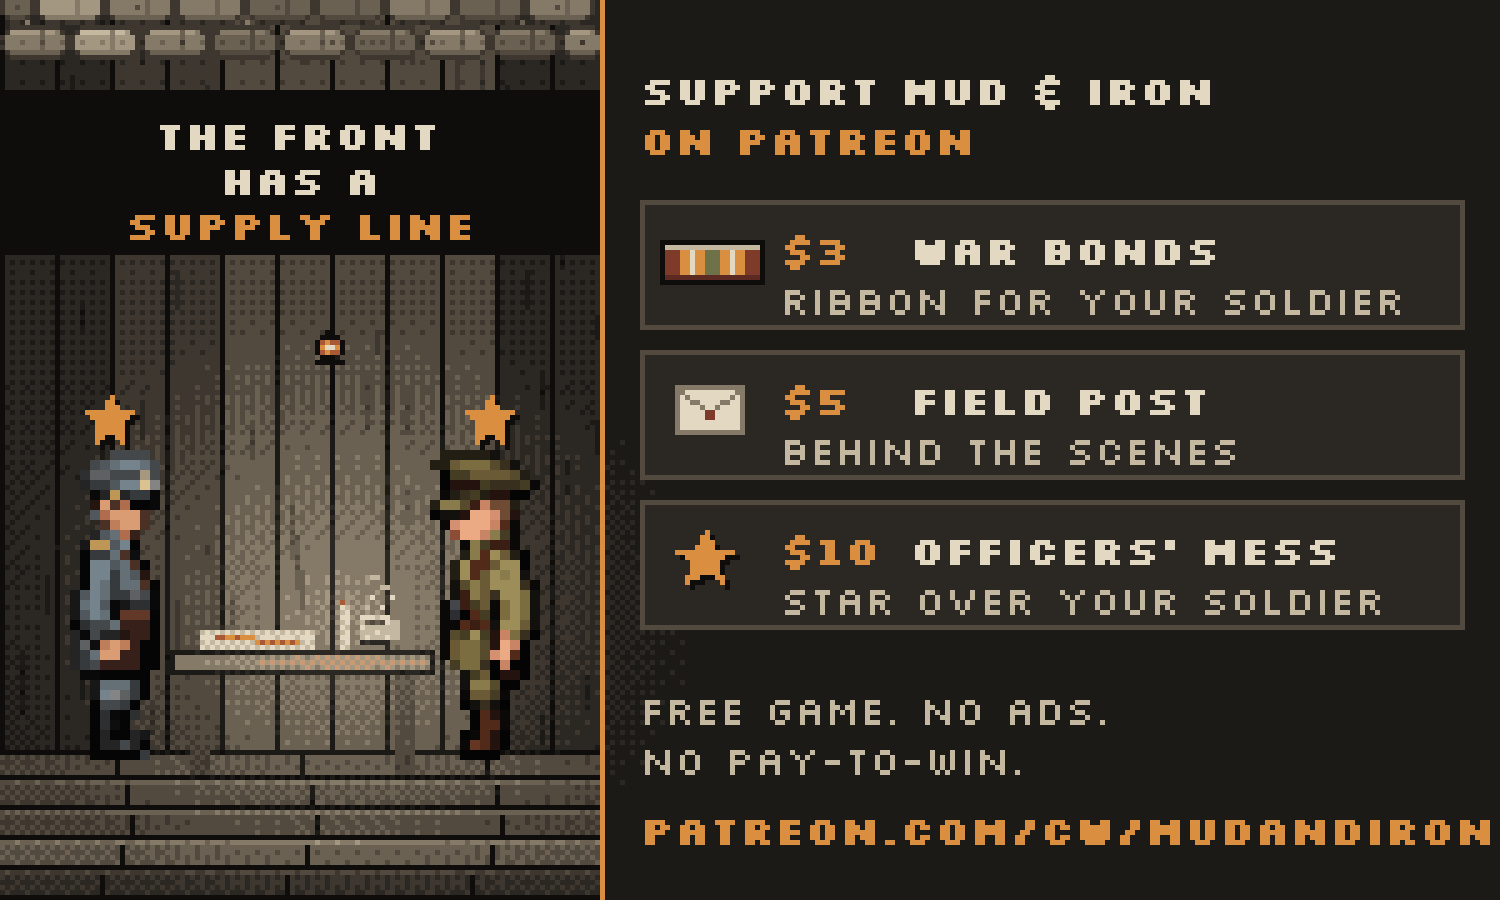 THE FRONT
HAS A
SUPPLY LINE
SUPPORT MUD & IRON
ON PATREON
$3 WAR BONDS
RIBBON FOR YOUR SOLDIER
$5 FIELD POST
BEHIND THE SCENES
$10 OFFICERS' MESS
STAR OVER YOUR SOLDIER
FREE GAME. NO ADS.
NO PAY-TO-WIN.
PATREON.COM/CW/MUDANDIRON